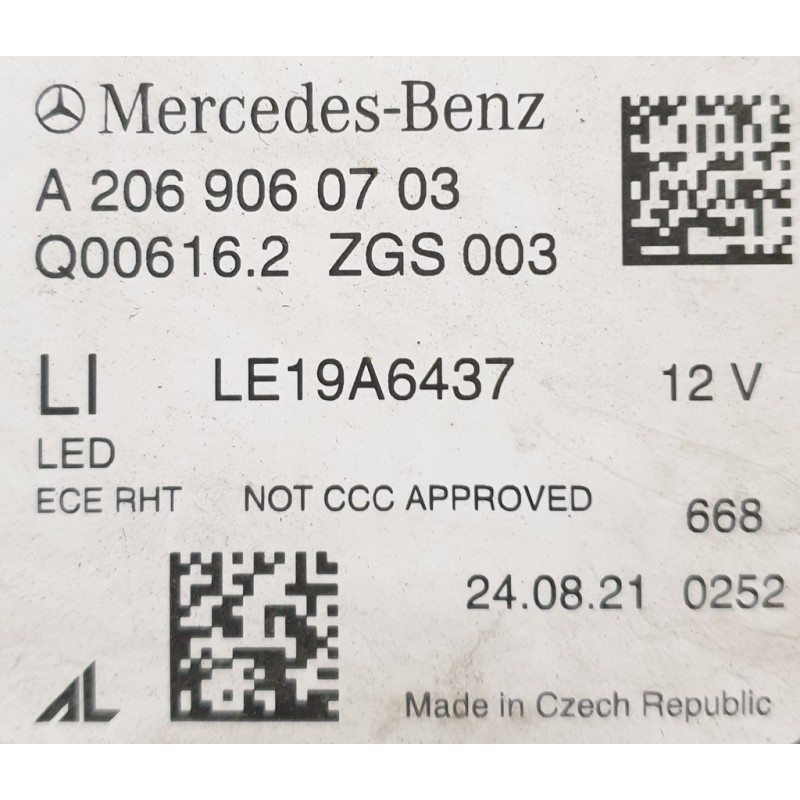 Mercedes-Benz
A 206 906 07 03
Q00616.2 ZGS 003
LI LE19A6437 12 V
LED
ECE RHT NOT CCC APPROVED
668
24.08.21 0252
AL
Made in Czech Republic